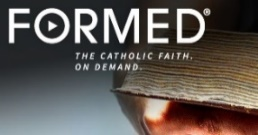 FORMED®
THE CATHOLIC FAITH.
ON DEMAND.